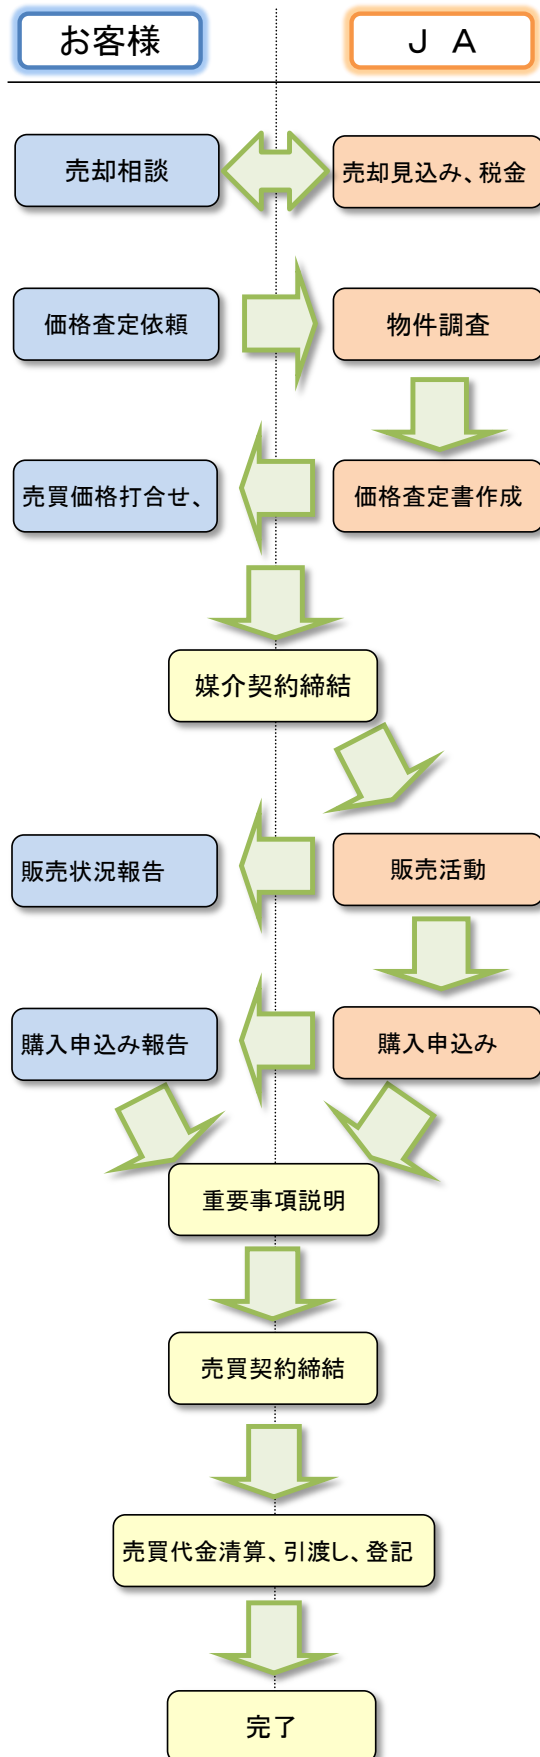 お客様
J A
売却相談
売却見込み、税金
価格査定依頼
物件調査
売買価格打合せ、
価格査定書作成
媒介契約締結
販売状況報告
販売活動
購入申込み報告
購入申込み
重要事項説明
売買契約締結
売買代金清算、引渡し、登記
完了